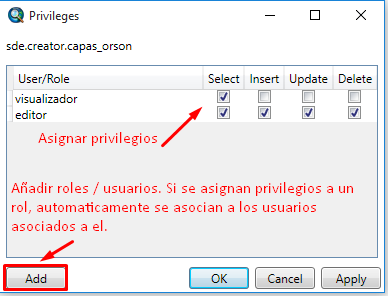 Privileges
sde.creator.capas_orson
User/Role Select Insert Update Delete
visualizador
editor
Asignar privilegios
Añadir roles / usuarios. Si se asignan privilegios a un
rol, automaticamente se asocian a los usuarios
asociados a el.
Add OK Cancel Apply